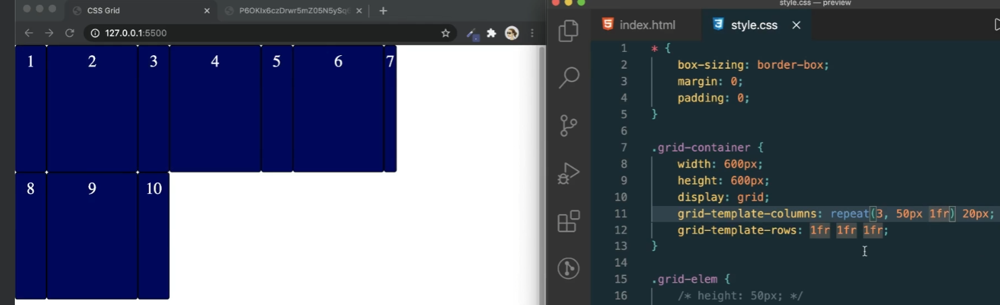 CSS Grid
P6OKIx6czDrwr5mZ05N5ySq
127.0.0.1:5500
1 2 3 4 5 6 7
8 9 10
style.css — preview
index.html
style.css
1 * {
2 box-sizing: border-box;
3 margin: 0;
4 padding: 0;
5 }
6
7 .grid-container {
8 width: 600px;
9 height: 600px;
10 display: grid;
11 grid-template-columns: repeat(3, 50px 1fr) 20px;
12 grid-template-rows: 1fr 1fr 1fr;
13 }
14
15 .grid-elem {
16 /* height: 50px; */